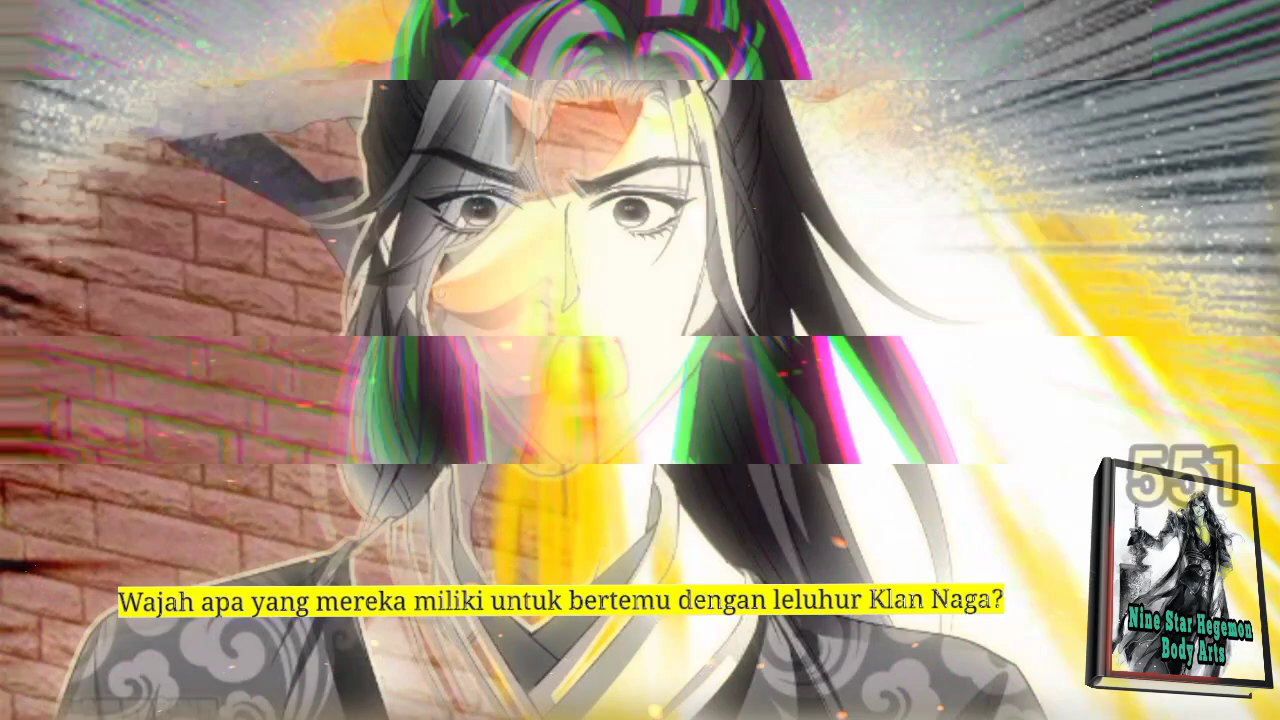 551
Wajah apa yang mereka miliki untuk bertemu dengan leluhur Klan Naga?
Nine Star Hegemon
Body Arts